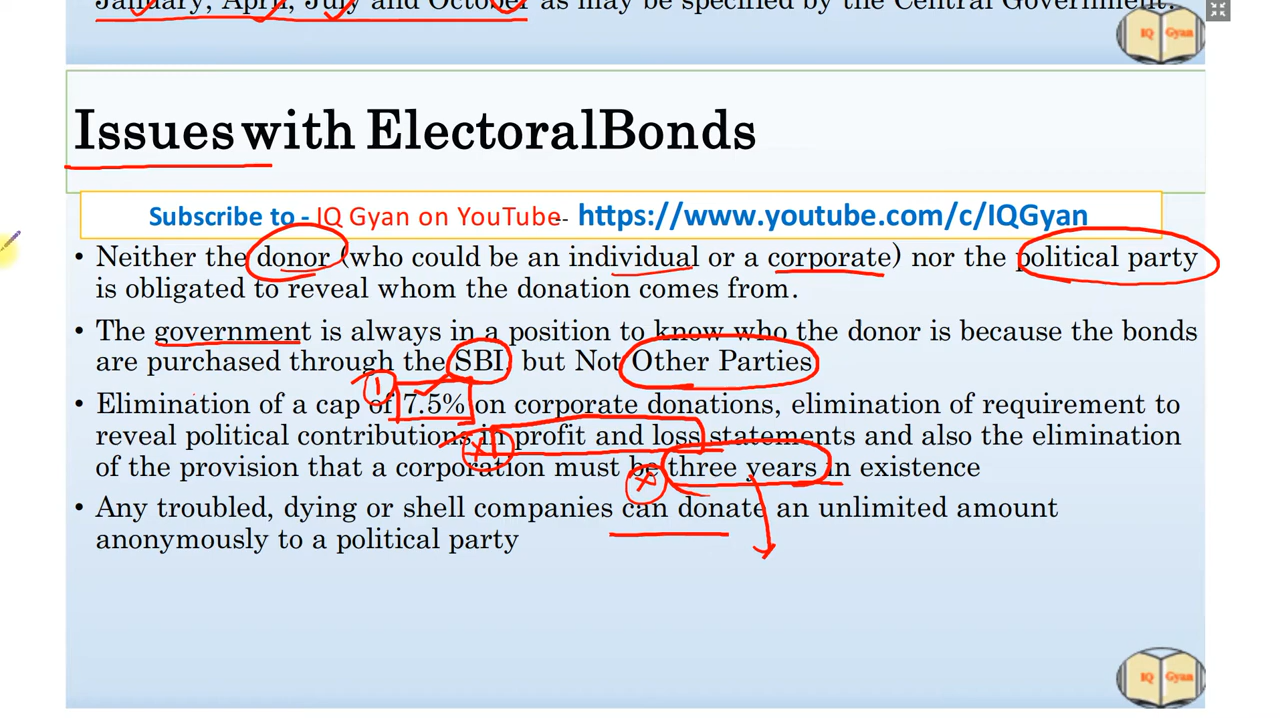 January, April, July and October as may be specified by the Central Government.
IQ Gyan
Issues with Electoral Bonds
Subscribe to - IQ Gyan on YouTube-- https://www.youtube.com/c/IQGyan
• Neither the donor (who could be an individual or a corporate) nor the political party
is obligated to reveal whom the donation comes from.
• The government is always in a position to know who the donor is because the bonds
are purchased through the SBI, but Not Other Parties
• Elimination of a cap of 7.5% on corporate donations, elimination of requirement to
reveal political contributions in profit and loss statements and also the elimination
of the provision that a corporation must be three years in existence
• Any troubled, dying or shell companies can donate an unlimited amount
anonymously to a political party
IQ Gyan